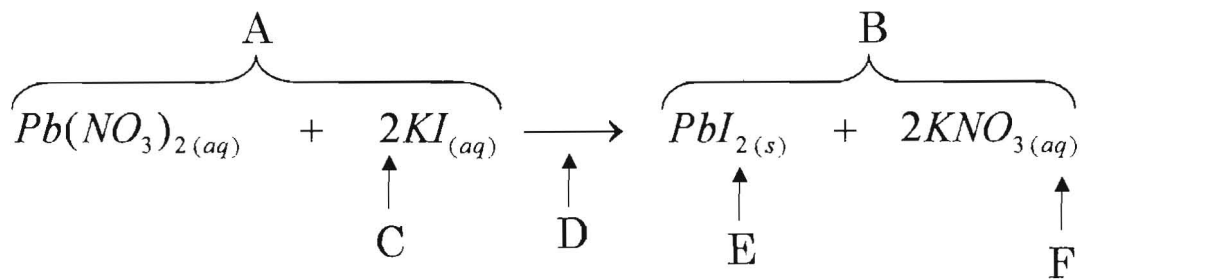 A B
Pb(NO₃)₂(aq) + 2KI(aq) ⟶ PbI₂(s) + 2KNO₃(aq)
C D E F